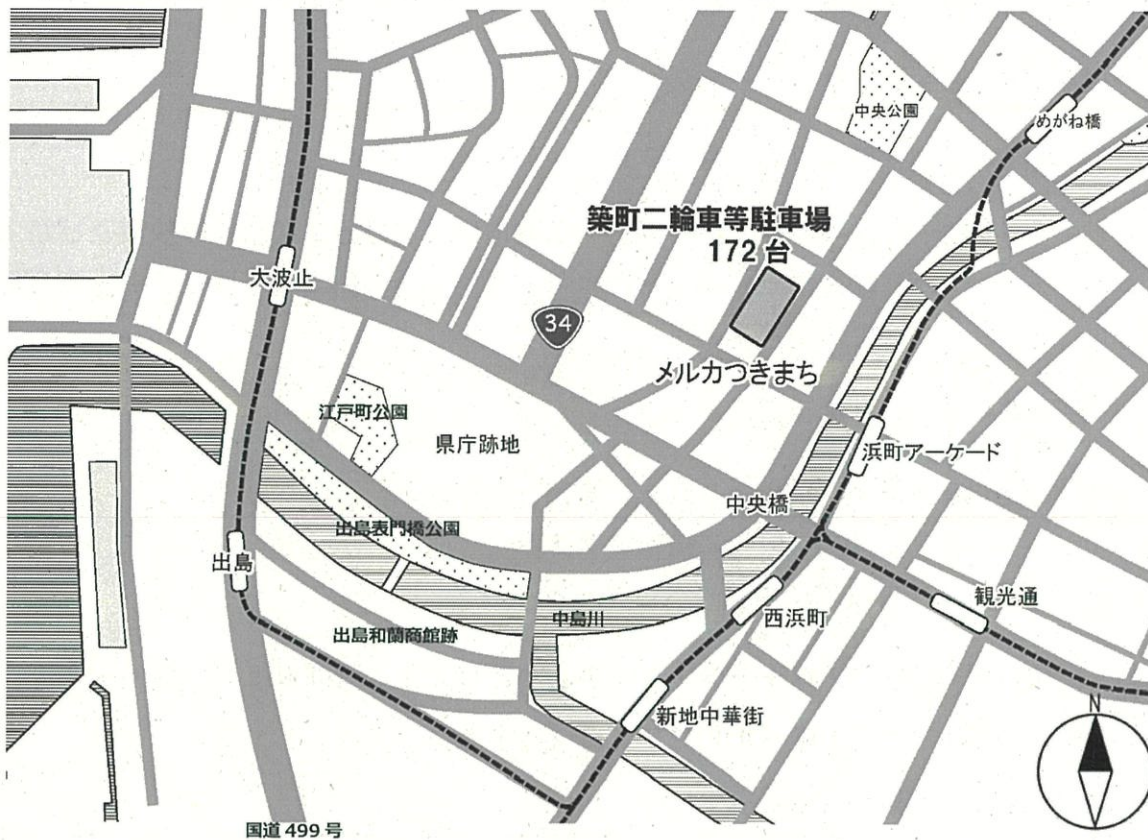 中央公園
めがね橋
築町二輪車等駐車場
172 台
大波止
34
メルカつきまち
江戸町公園
県庁跡地
浜町アーケード
中央橋
出島表門橋公園
出島
観光通
中島川
西浜町
出島和蘭商館跡
新地中華街
N
国道 499 号